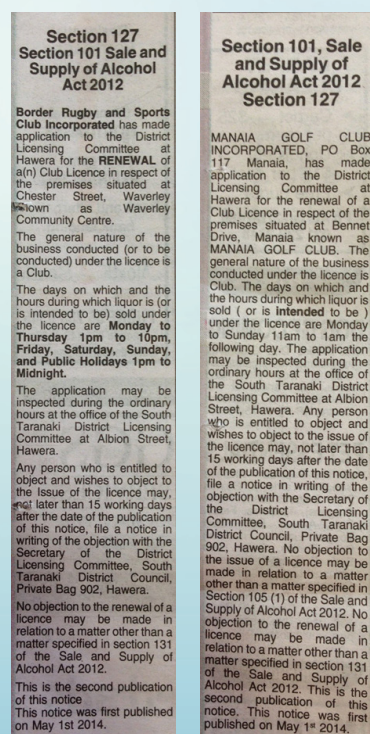 Section 127
Section 101 Sale and
Supply of Alcohol
Act 2012
Border Rugby and Sports
Club Incorporated has made
application to the District
Licensing Committee at
Hawera for the RENEWAL of
a(n) Club Licence in respect of
the premises situated at
Chester Street, Waverley
known as Waverley
Community Centre.
The general nature of the
business conducted (or to be
conducted) under the licence is
a Club.
The days on which and the
hours during which liquor is (or
is intended to be) sold under
the licence are Monday to
Thursday 1pm to 10pm,
Friday, Saturday, Sunday,
and Public Holidays 1pm to
Midnight.
The application may be
inspected during the ordinary
hours at the office of the South
Taranaki District Licensing
Committee at Albion Street,
Hawera.
Any person who is entitled to
object and wishes to object to
the Issue of the licence may,
not later than 15 working days
after the date of the publication
of this notice, file a notice in
writing of the objection with the
Secretary of the District
Licensing Committee, South
Taranaki District Council,
Private Bag 902, Hawera.
No objection to the renewal of a
licence may be made in
relation to a matter other than a
matter specified in section 131
of the Sale and Supply of
Alcohol Act 2012.
This is the second publication
of this notice
This notice was first published
on May 1st 2014.
Section 101, Sale
and Supply of
Alcohol Act 2012
Section 127
MANAIA GOLF CLUB
INCORPORATED, PO Box
117 Manaia, has made
application to the District
Licensing Committee at
Hawera for the renewal of a
Club Licence in respect of the
premises situated at Bennet
Drive, Manaia known as
MANAIA GOLF CLUB. The
general nature of the business
conducted under the licence is
Club. The days on which and
the hours during which liquor is
sold ( or is intended to be )
under the licence are Monday
to Sunday 11am to 1am the
following day. The application
may be inspected during the
ordinary hours at the office of
the South Taranaki District
Licensing Committee at Albion
Street, Hawera. Any person
who is entitled to object and
wishes to object to the issue of
the licence may, not later than
15 working days after the date
of the publication of this notice,
file a notice in writing of the
objection with the Secretary of
the District Licensing
Committee, South Taranaki
District Council, Private Bag
902, Hawera. No objection to
the issue of a licence may be
made in relation to a matter
other than a matter specified in
Section 105 (1) of the Sale and
Supply of Alcohol Act 2012. No
objection to the renewal of a
licence may be made in
relation to a matter other than a
matter specified in section 131
of the Sale and Supply of
Alcohol Act 2012. This is the
second publication of this
notice. This notice was first
published on May 1st 2014.